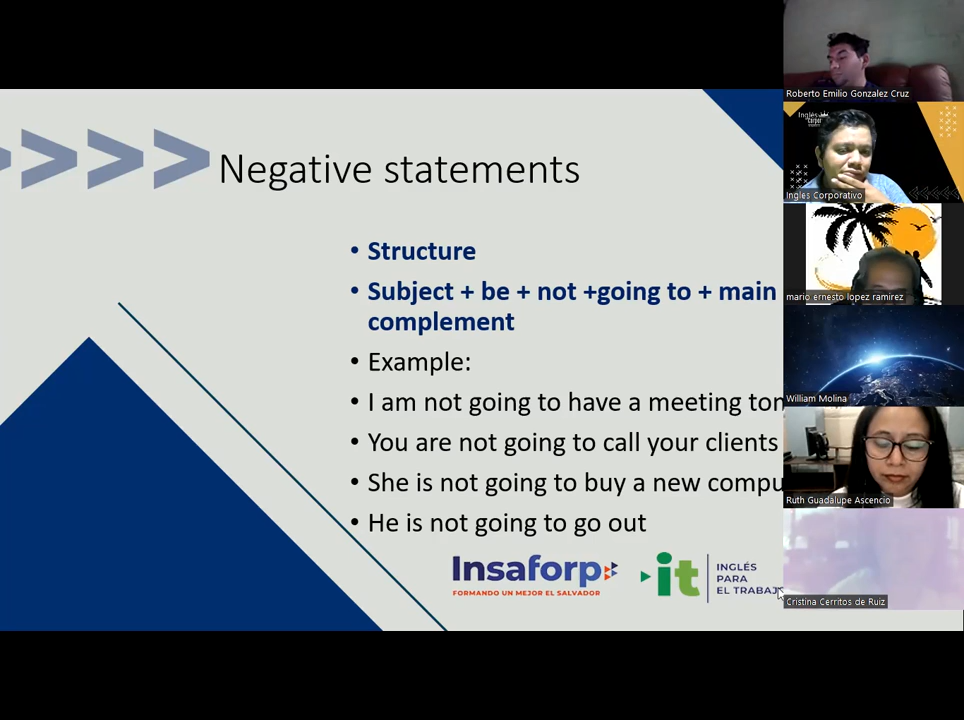 Negative statements
• Structure
• Subject + be + not +going to + main
complement
• Example:
• I am not going to have a meeting
• You are not going to call your clients
• She is not going to buy a new
• He is not going to go out
Insaforp
FORMANDO UN MEJOR EL SALVADOR
it
INGLÉS
PARA
EL
Roberto Emilio Gonzalez Cruz
Inglés
Corpor
Inglés Corporativo
mario ernesto lopez ramirez
William Molina
Ruth Guadalupe Ascencio
Cristina Cerritos de Ruiz